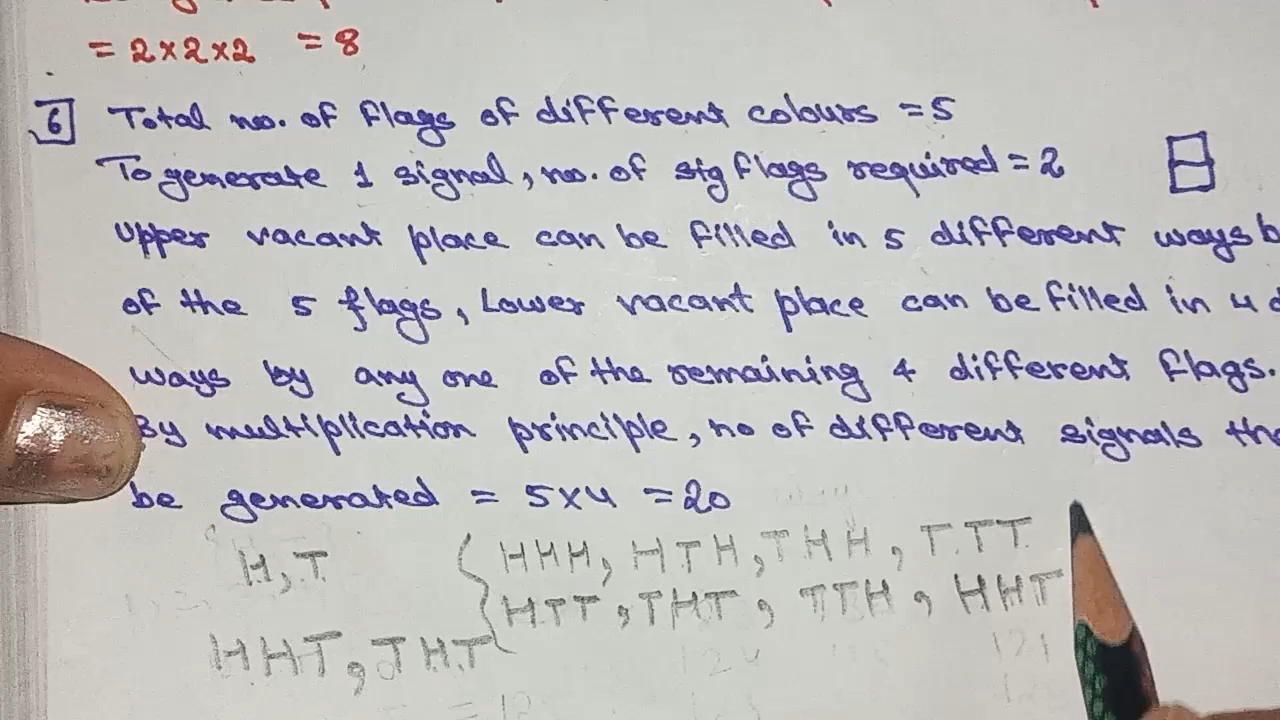 = 2×2×2 = 8
6 Total no. of flags of different colours = 5
To generate 1 signal, no. of flags required = 2
Upper vacant place can be filled in 5 different ways b
of the 5 flags, Lower vacant place can be filled in 4 d
ways by any one of the remaining 4 different flags.
By multiplication principle, no of different signals tha
be generated = 5×4 = 20
H, T { HHH, HTH, THH, TTT
HTT, THT, TTH, HHT
HHT, THT